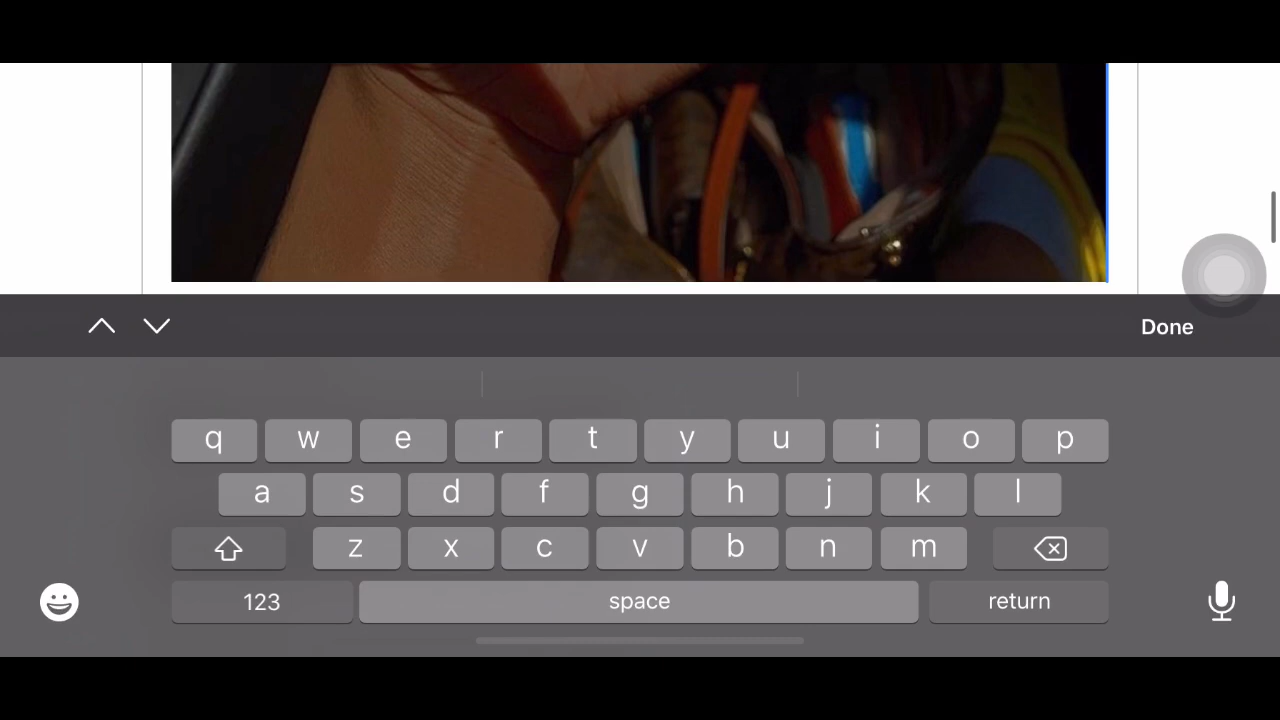 Done
q w e r t y u i o p
a s d f g h j k l
z x c v b n m
123 space return